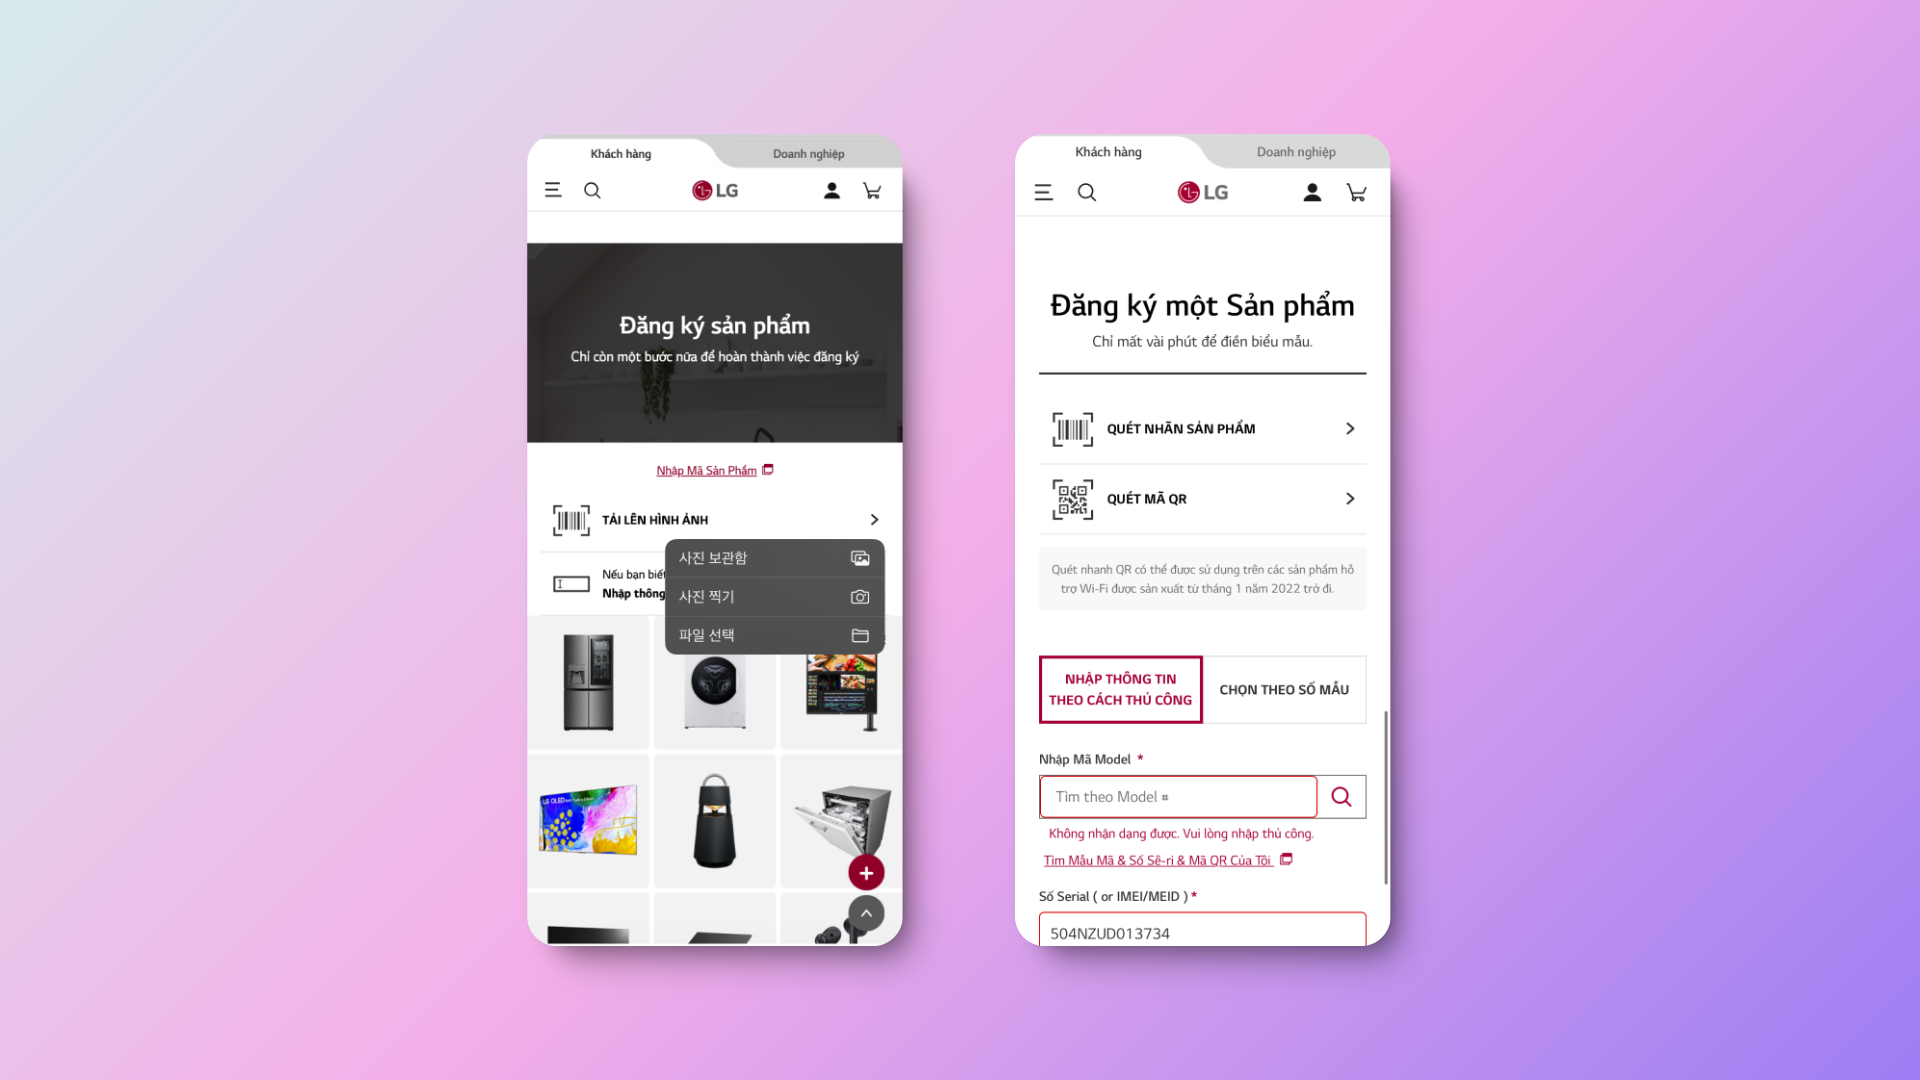 Khách hàng
Doanh nghiệp
LG
Đăng ký sản phẩm
Chỉ còn một bước nữa để hoàn thành việc đăng ký
Nhập Mã Sản Phẩm
TẢI LÊN HÌNH ẢNH
Nếu bạn biết
Nhập thông
사진 보관함
사진 찍기
파일 선택
LG OLED
Khách hàng
Doanh nghiệp
LG
Đăng ký một Sản phẩm
Chỉ mất vài phút để điền biểu mẫu.
QUÉT NHÃN SẢN PHẨM
QUÉT MÃ QR
Quét nhanh QR có thể được sử dụng trên các sản phẩm hỗ
trợ Wi-Fi được sản xuất từ tháng 1 năm 2022 trở đi.
NHẬP THÔNG TIN
THEO CÁCH THỦ CÔNG
CHỌN THEO SỐ MẪU
Nhập Mã Model *
Tìm theo Model #
Không nhận dạng được. Vui lòng nhập thủ công.
Tìm Mẫu Mã & Số Sê-ri & Mã QR Của Tôi
Số Serial ( or IMEI/MEID ) *
504NZUD013734